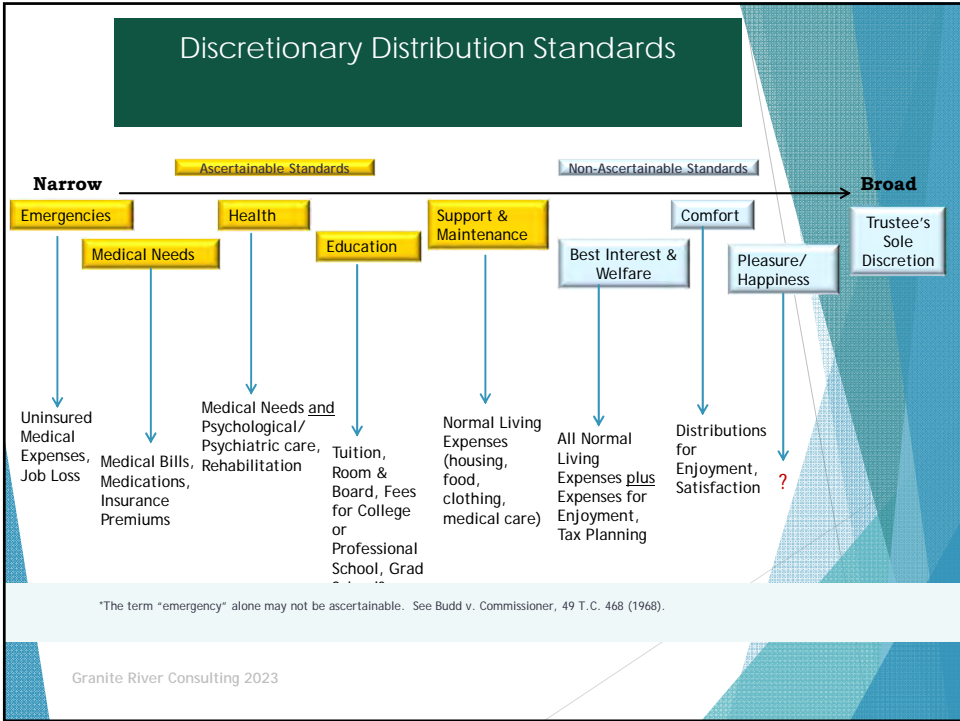 Discretionary Distribution Standards
Ascertainable Standards
Non-Ascertainable Standards
Narrow
Broad
Emergencies
Medical Needs
Health
Education
Support &
Maintenance
Best Interest &
Welfare
Comfort
Pleasure/
Happiness
Trustee's
Sole
Discretion
Uninsured
Medical
Expenses,
Job Loss
Medical Bills,
Medications,
Insurance
Premiums
Medical Needs and
Psychological/
Psychiatric care,
Rehabilitation
Tuition,
Room &
Board, Fees
for College
or
Professional
School, Grad
Normal Living
Expenses
(housing,
food,
clothing,
medical care)
All Normal
Living
Expenses plus
Expenses for
Enjoyment,
Tax Planning
Distributions
for
Enjoyment,
Satisfaction
?
*The term "emergency" alone may not be ascertainable. See Budd v. Commissioner, 49 T.C. 468 (1968).
Granite River Consulting 2023